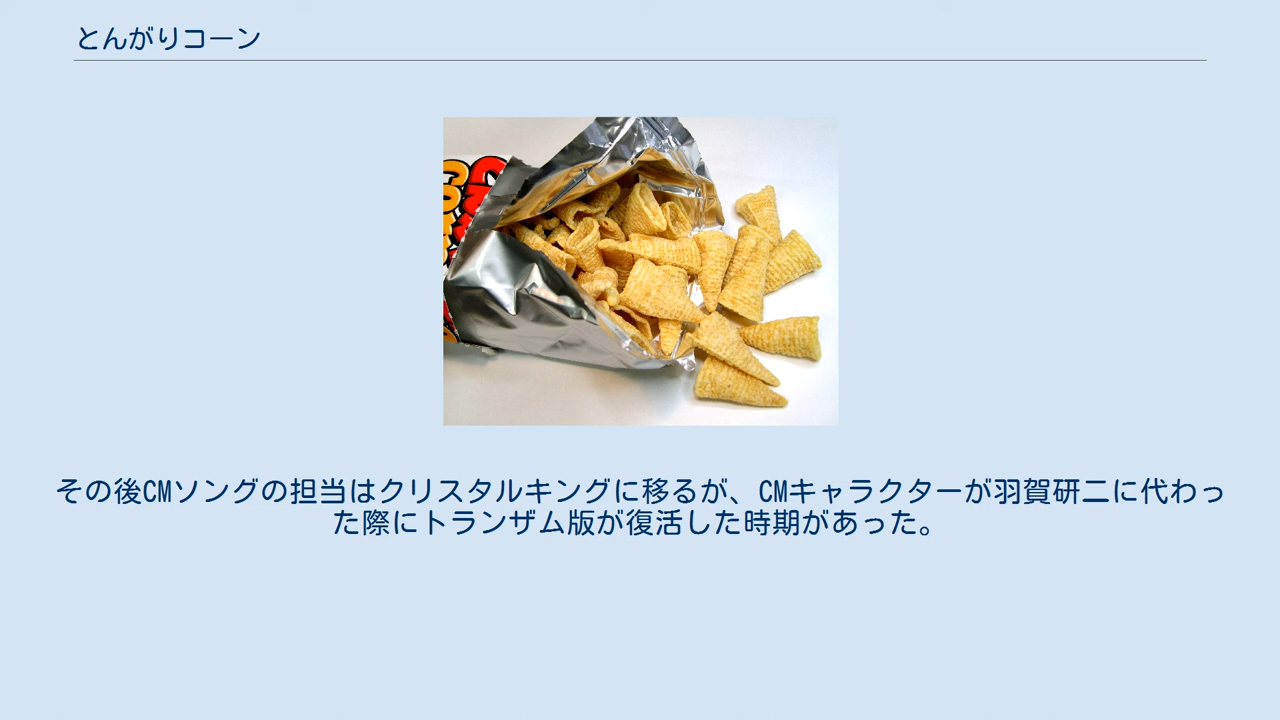 とんがりコーン
その後CMソングの担当はクリスタルキングに移るが、CMキャラクターが羽賀研二に代わっ
た際にトランザム版が復活した時期があった。